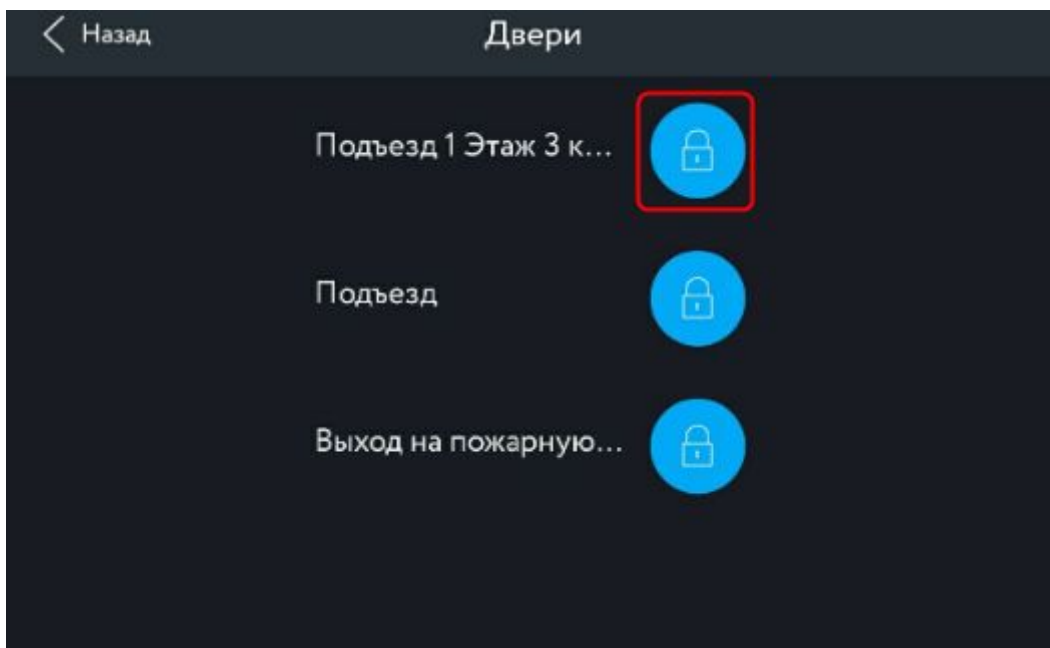 Назад
Двери
Подъезд 1 Этаж 3 к...
Подъезд
Выход на пожарную...